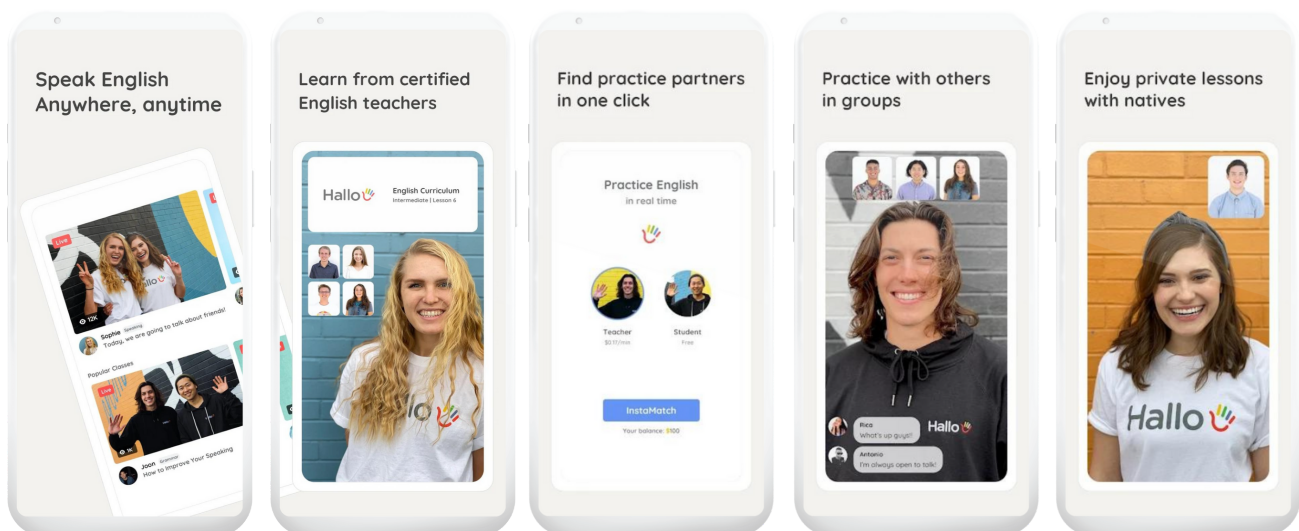 Speak English
Anywhere, anytime
Live
12K
Sophie Speaking
Today, we are going to talk about friends!
Popular Classes
Live
1K
Joon Grammar
How to Improve Your Speaking
Hallo
Learn from certified
English teachers
Hallo
English Curriculum
Intermediate | Lesson 6
Find practice partners
in one click
Practice English
in real time
Teacher
$0.17/min
Student
Free
InstaMatch
Your balance: $100
Practice with others
in groups
Rico
What's up guys!!
Hallo
Antonio
I'm always open to talk!
Enjoy private lessons
with natives
Hallo